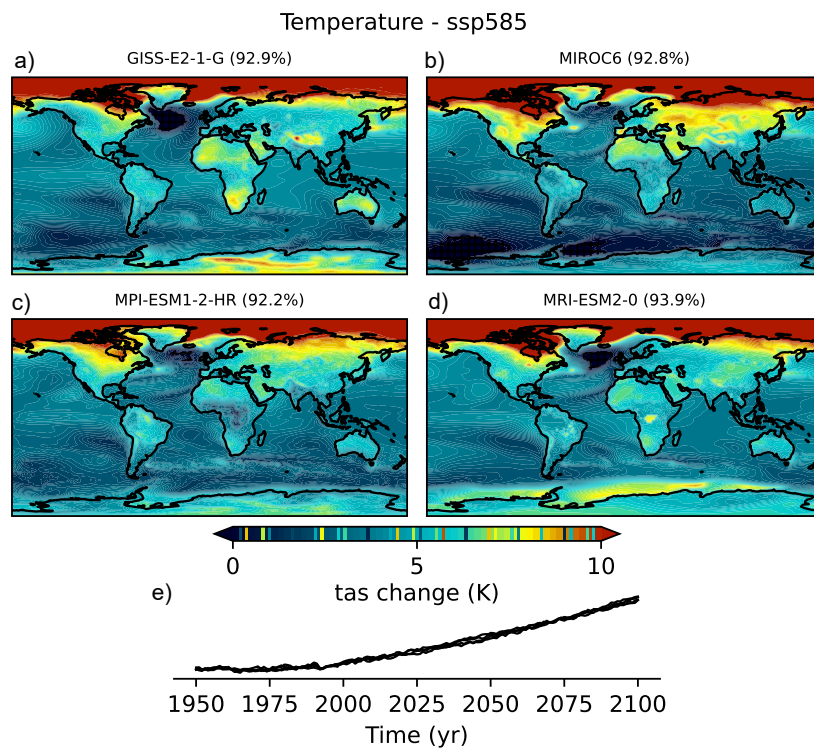 Temperature - ssp585
a) GISS-E2-1-G (92.9%)
b) MIROC6 (92.8%)
c) MPI-ESM1-2-HR (92.2%)
d) MRI-ESM2-0 (93.9%)
0 5 10
tas change (K)
e)
1950 1975 2000 2025 2050 2075 2100
Time (yr)